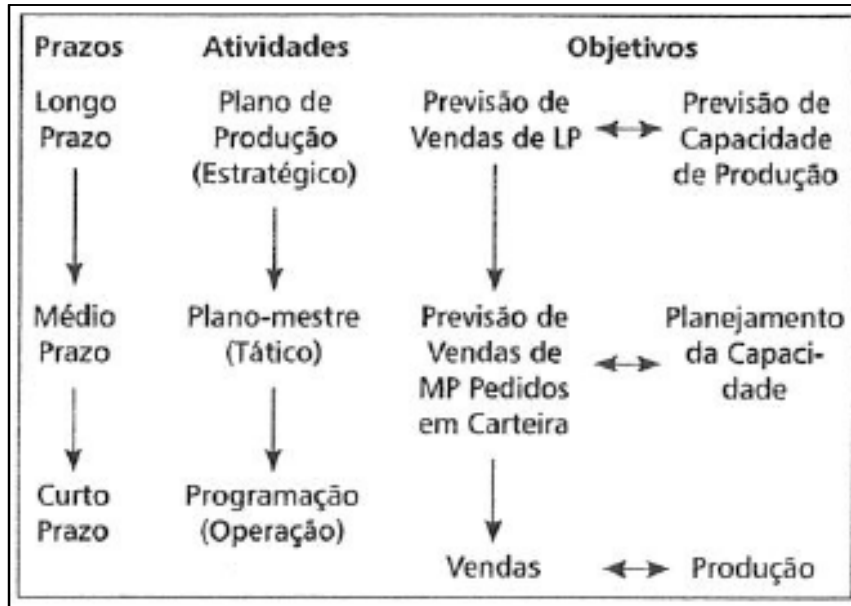 Prazos
Atividades
Objetivos
Longo
Prazo
Plano de
Produção
(Estratégico)
Previsão de
Vendas de LP
Previsão de
Capacidade
de Produção
Médio
Prazo
Plano-mestre
(Tático)
Previsão de
Vendas de
MP Pedidos
em Carteira
Planejamento
da Capaci-
dade
Curto
Prazo
Programação
(Operação)
Vendas
Produção